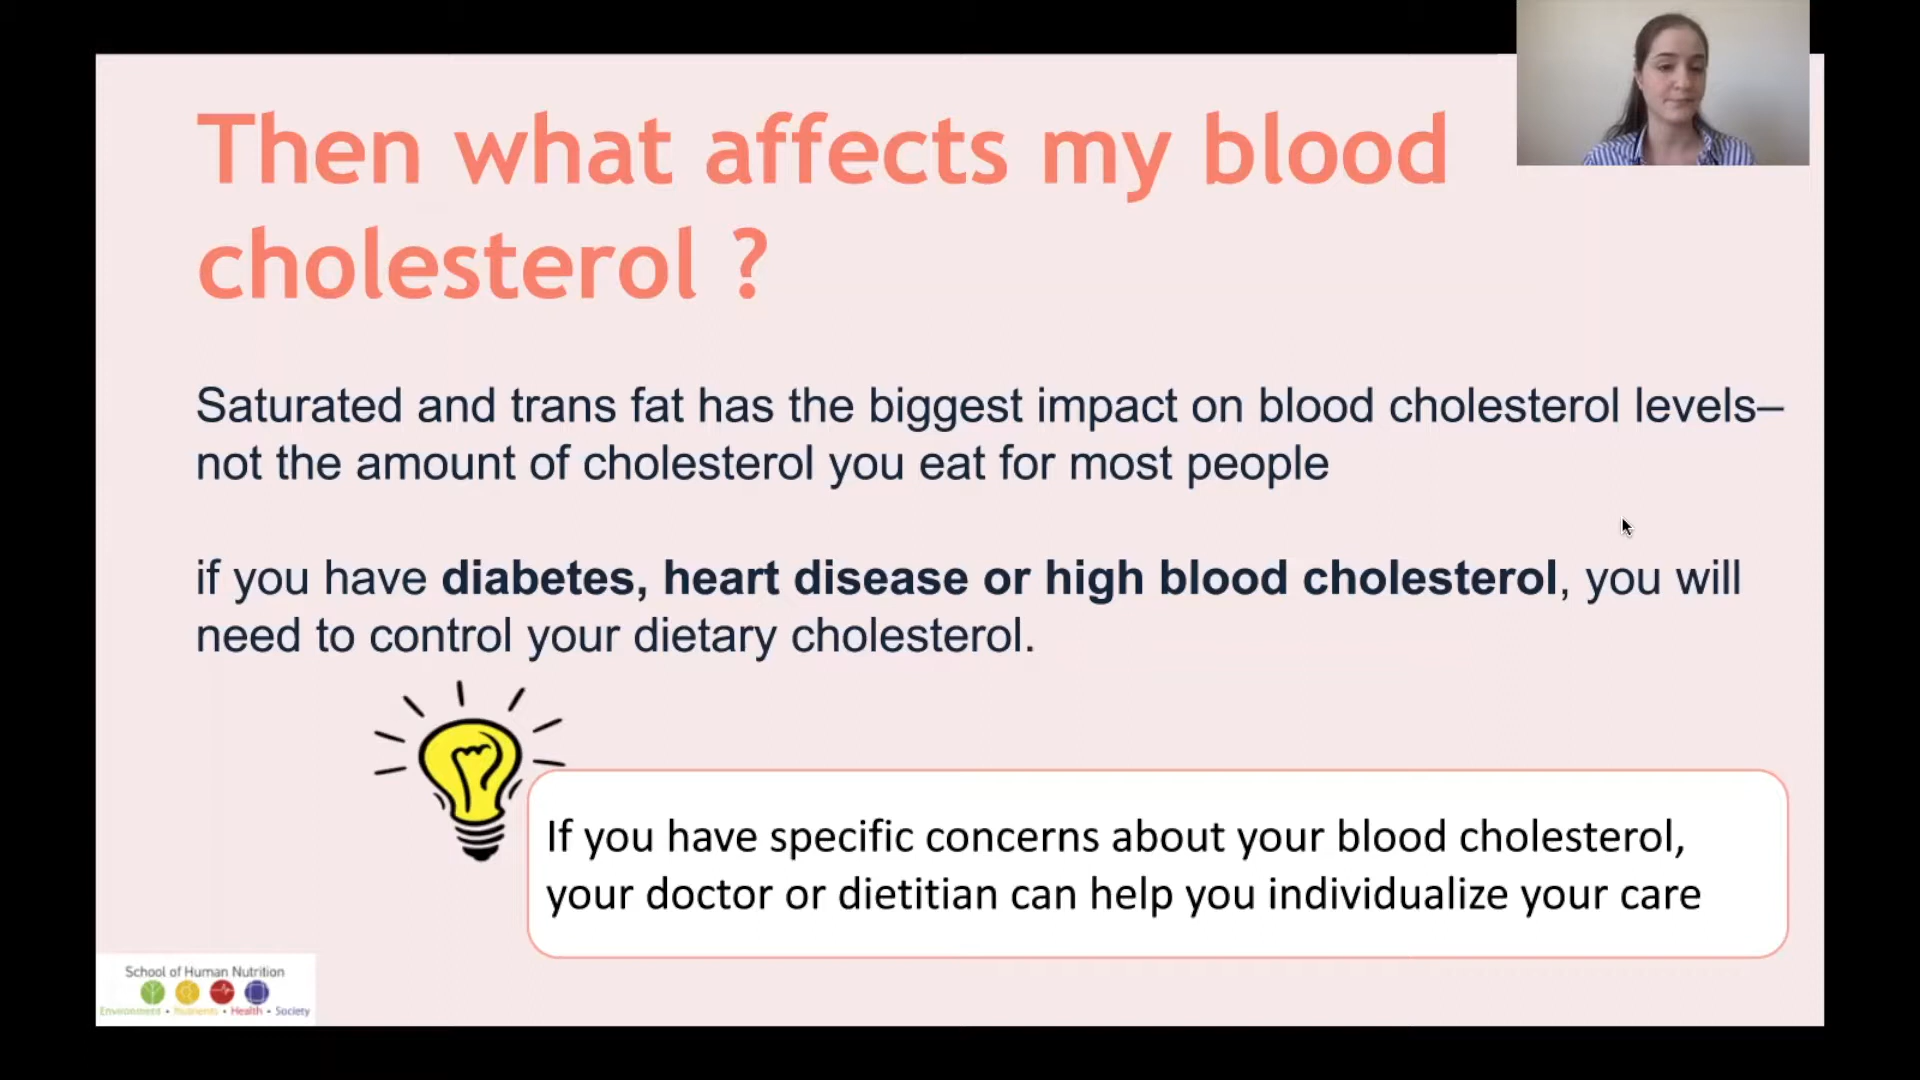 Then what affects my blood
cholesterol ?
Saturated and trans fat has the biggest impact on blood cholesterol levels–
not the amount of cholesterol you eat for most people
if you have diabetes, heart disease or high blood cholesterol, you will
need to control your dietary cholesterol.
If you have specific concerns about your blood cholesterol,
your doctor or dietitian can help you individualize your care
School of Human Nutrition
Environment • Nutrients • Health • Society